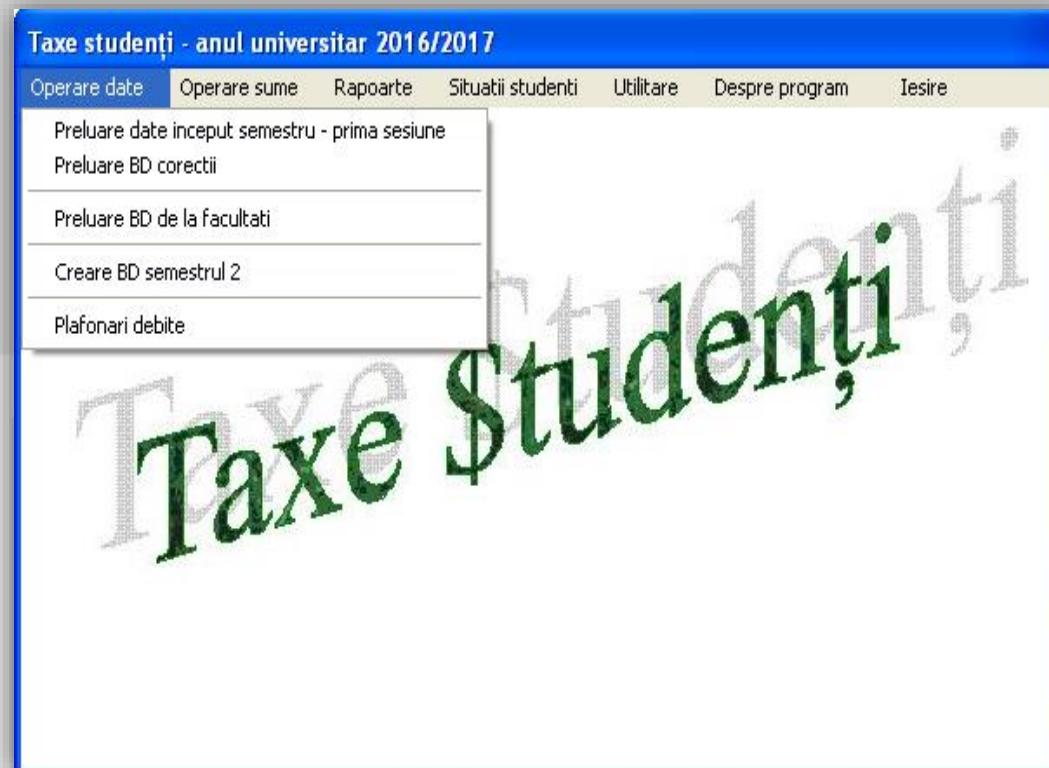 Taxe studenți - anul universitar 2016/2017
Operare date Operare sume Rapoarte Situatii studenti Utilitare Despre program Iesire
Preluare date inceput semestru - prima sesiune
Preluare BD corectii
Preluare BD de la facultati
Creare BD semestrul 2
Plafonari debite
Taxe $tudenți